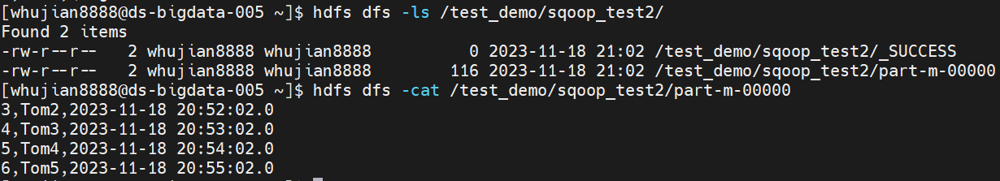 [whujian8888@ds-bigdata-005 ~]$ hdfs dfs -ls /test_demo/sqoop_test2/
Found 2 items
-rw-r--r--   2 whujian8888 whujian8888          0 2023-11-18 21:02 /test_demo/sqoop_test2/_SUCCESS
-rw-r--r--   2 whujian8888 whujian8888        116 2023-11-18 21:02 /test_demo/sqoop_test2/part-m-00000
[whujian8888@ds-bigdata-005 ~]$ hdfs dfs -cat /test_demo/sqoop_test2/part-m-00000
3,Tom2,2023-11-18 20:52:02.0
4,Tom3,2023-11-18 20:53:02.0
5,Tom4,2023-11-18 20:54:02.0
6,Tom5,2023-11-18 20:55:02.0